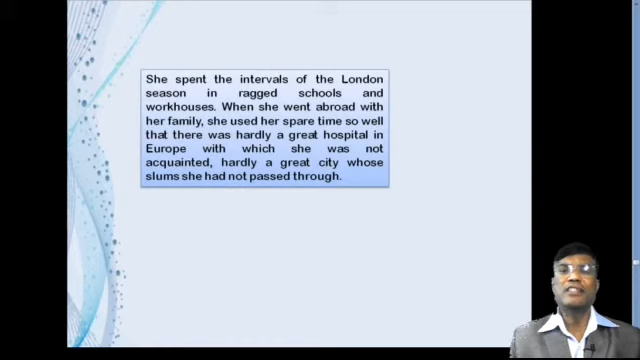 She spent the intervals of the London
season in ragged schools and
workhouses. When she went abroad with
her family, she used her spare time so well
that there was hardly a great hospital in
Europe with which she was not
acquainted, hardly a great city whose
slums she had not passed through.